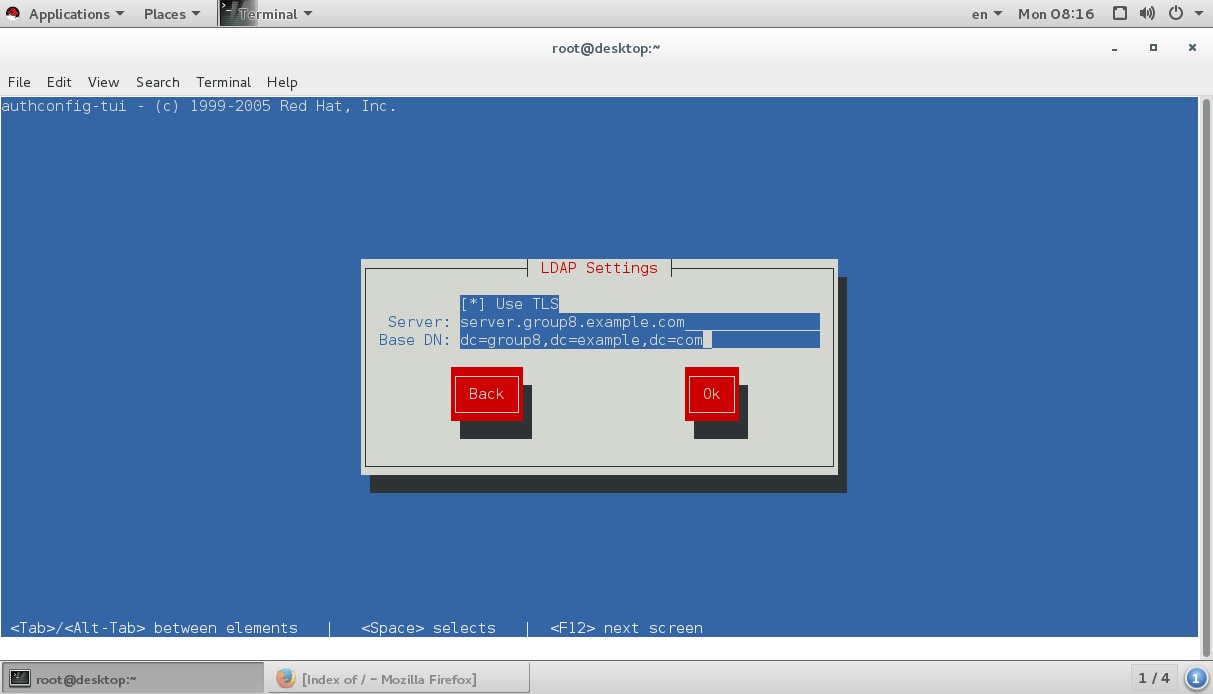 Applications Places Terminal en Mon 08:16
root@desktop:~
File Edit View Search Terminal Help
authconfig-tui - (c) 1999-2005 Red Hat, Inc.
LDAP Settings
[*] Use TLS
Server: server.group8.example.com
Base DN: dc=group8,dc=example,dc=com
Back Ok
<Tab>/<Alt-Tab> between elements | <Space> selects | <F12> next screen
root@desktop:~ [Index of / - Mozilla Firefox] 1 / 4 1